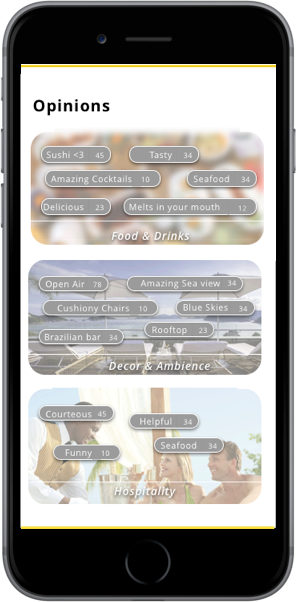 Opinions
Sushi <3 45 Tasty 34
Amazing Cocktails 10 Seafood 34
Delicious 23 Melts in your mouth 12
Food & Drinks
Open Air 78 Amazing Sea view 34
Cushiony Chairs 10 Blue Skies 34
Brazilian bar 34 Rooftop 23
Decor & Ambience
Courteous 45 Helpful 34
Funny 10 Seafood 34
Hospitality